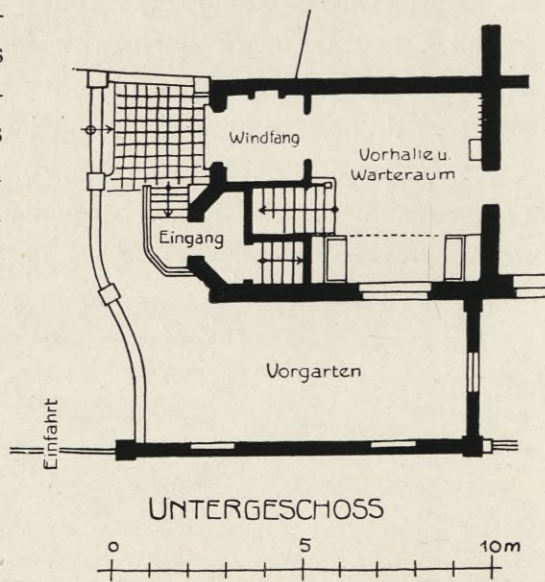 Windfang
Vorhalle u.
Warteraum
Eingang
Vorgarten
Einfahrt
UNTERGESCHOSS
0 5 10m